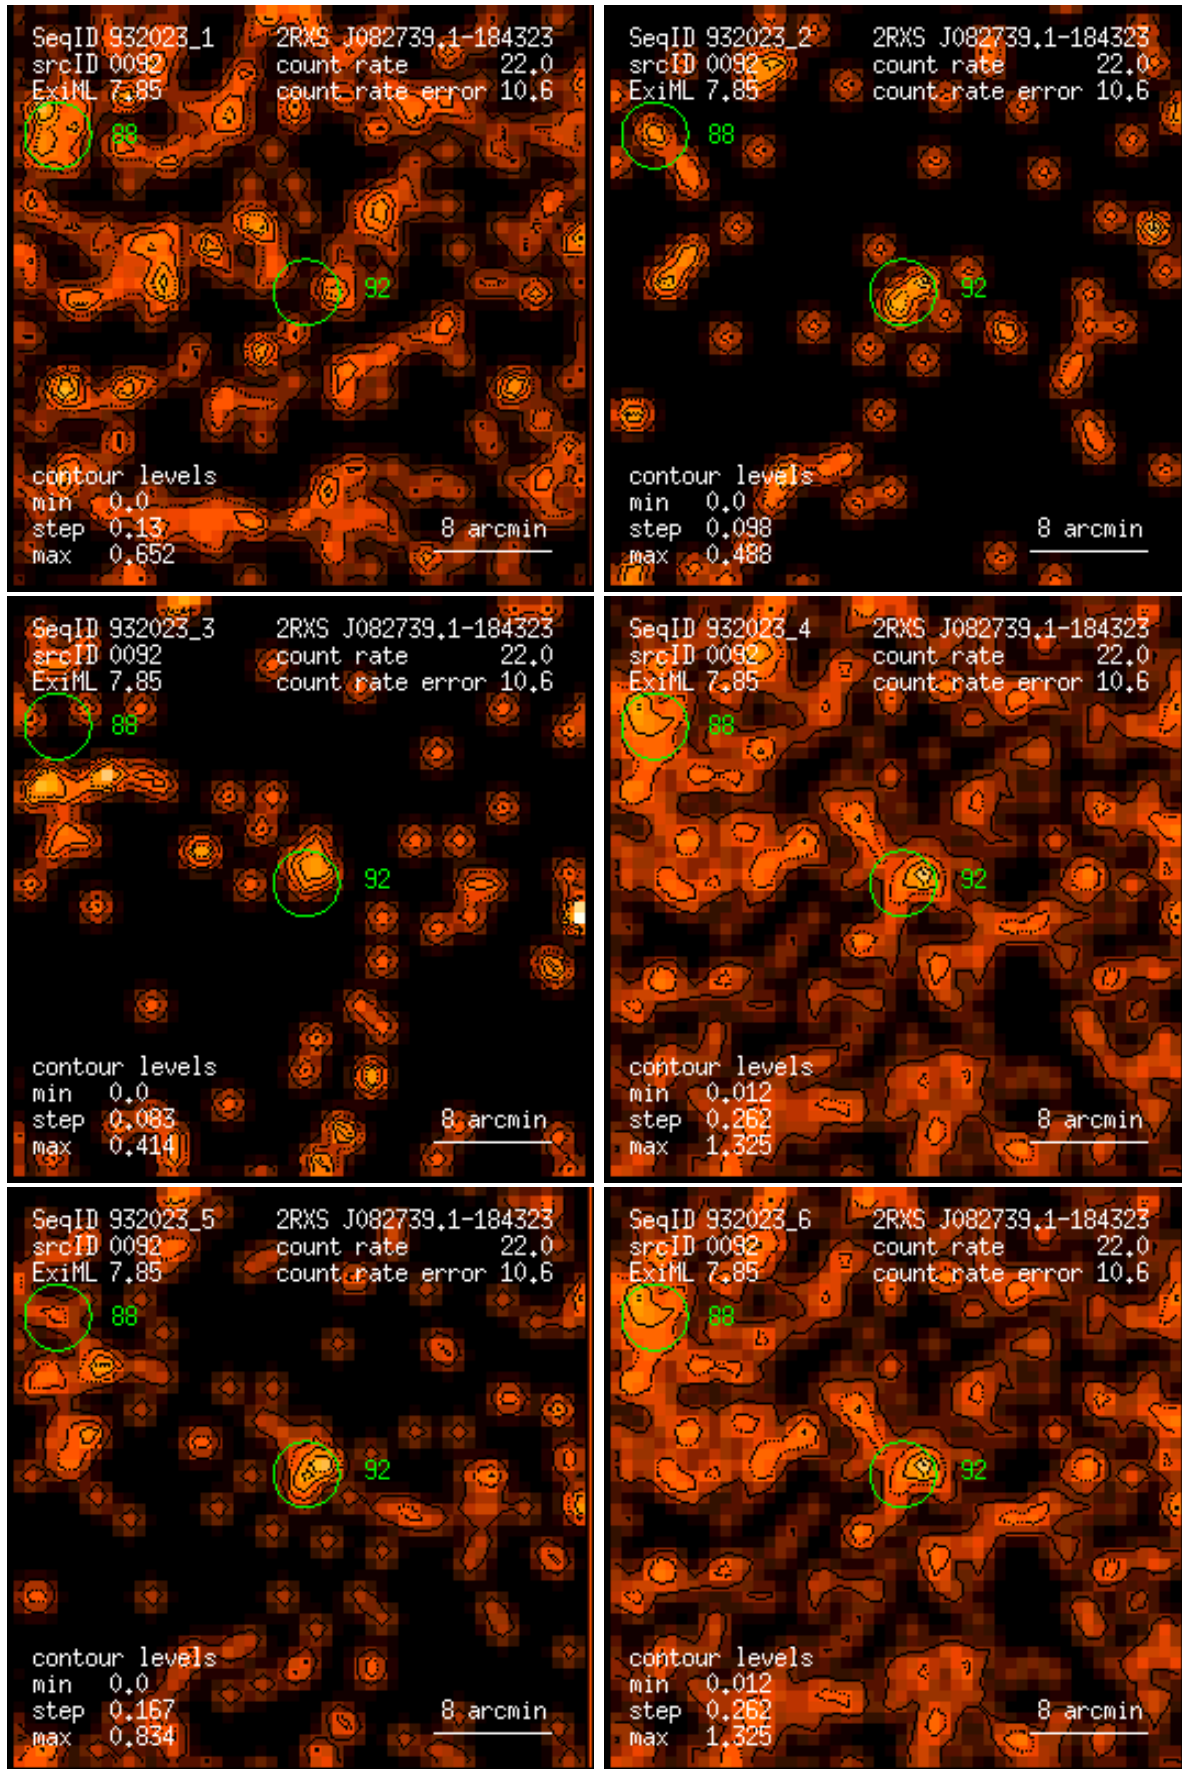 SeqID 932023_1 2RXS J082739.1-184323
srcID 0092 count rate 22.0
ExiML 7.85 count rate error 10.6
88
92
contour levels
min 0.0
step 0.13 8 arcmin
max 0.652
SeqID 932023_2 2RXS J082739.1-184323
srcID 0092 count rate 22.0
ExiML 7.85 count rate error 10.6
88
92
contour levels
min 0.0
step 0.098 8 arcmin
max 0.488
SeqID 932023_3 2RXS J082739.1-184323
srcID 0092 count rate 22.0
ExiML 7.85 count rate error 10.6
88
92
contour levels
min 0.0
step 0.083 8 arcmin
max 0.414
SeqID 932023_4 2RXS J082739.1-184323
srcID 0092 count rate 22.0
ExiML 7.85 count rate error 10.6
88
92
contour levels
min 0.012
step 0.262 8 arcmin
max 1.325
SeqID 932023_5 2RXS J082739.1-184323
srcID 0092 count rate 22.0
ExiML 7.85 count rate error 10.6
88
92
contour levels
min 0.0
step 0.167 8 arcmin
max 0.834
SeqID 932023_6 2RXS J082739.1-184323
srcID 0092 count rate 22.0
ExiML 7.85 count rate error 10.6
88
92
contour levels
min 0.012
step 0.262 8 arcmin
max 1.325